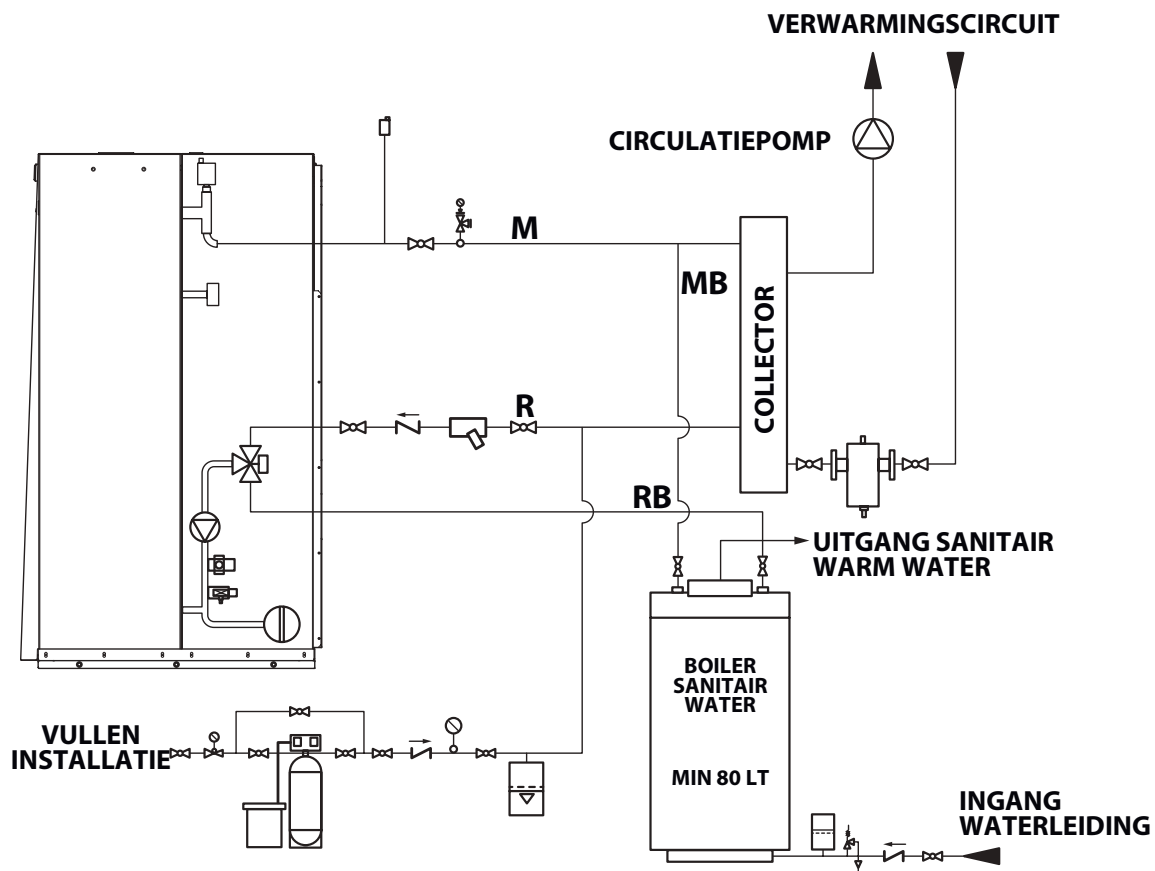 VERWARMINGSCIRCUIT
CIRCULATIEPOMP
M
MB
COLLECTOR
R
RB
UITGANG SANITAIR
WARM WATER
BOILER
SANITAIR
WATER
MIN 80 LT
VULLEN
INSTALLATIE
INGANG
WATERLEIDING